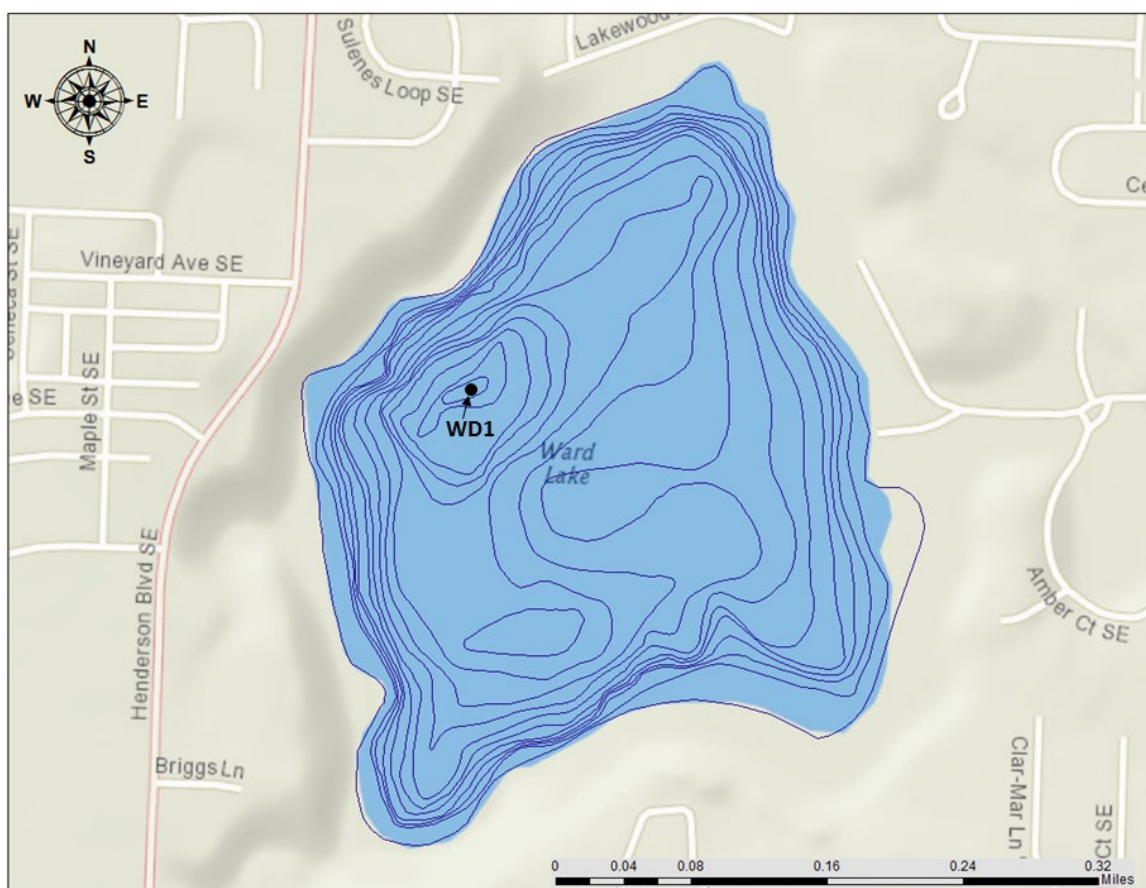 N
W
E
S
Sulenes Loop SE
Lakewood
Vineyard Ave SE
Maple St SE
Henderson Blvd SE
WD1
Ward
Lake
Amber Ct SE
Briggs Ln
Clar-Mar Ln
Ct SE
0
0.04
0.08
0.16
0.24
0.32
Miles